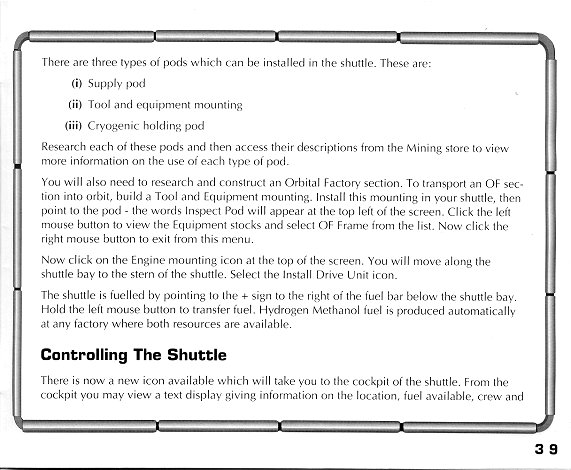 There are three types of pods which can be installed in the shuttle. These are:
(i) Supply pod
(ii) Tool and equipment mounting
(iii) Cryogenic holding pod
Research each of these pods and then access their descriptions from the Mining store to view
more information on the use of each type of pod.
You will also need to research and construct an Orbital Factory section. To transport an OF sec-
tion into orbit, build a Tool and Equipment mounting. Install this mounting in your shuttle, then
point to the pod - the words Inspect Pod will appear at the top left of the screen. Click the left
mouse button to view the Equipment stocks and select OF Frame from the list. Now click the
right mouse button to exit from this menu.
Now click on the Engine mounting icon at the top of the screen. You will move along the
shuttle bay to the stern of the shuttle. Select the Install Drive Unit icon.
The shuttle is fuelled by pointing to the + sign to the right of the fuel bar below the shuttle bay.
Hold the left mouse button to transfer fuel. Hydrogen Methanol fuel is produced automatically
at any factory where both resources are available.
Controlling The Shuttle
There is now a new icon available which will take you to the cockpit of the shuttle. From the
cockpit you may view a text display giving information on the location, fuel available, crew and
3 9